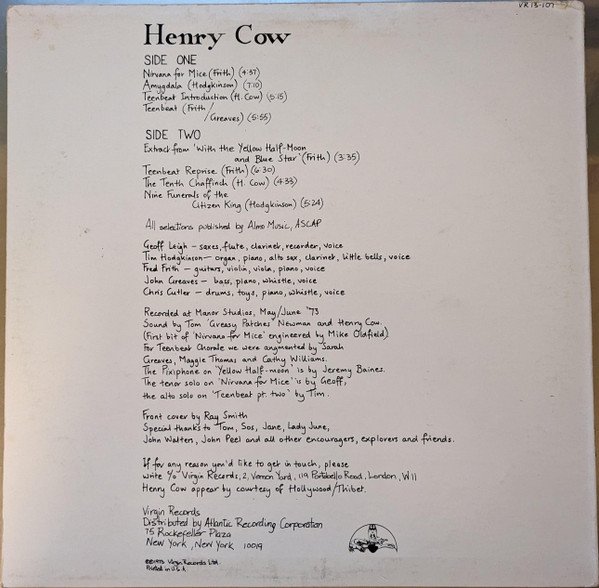 VR13-107
Henry Cow
SIDE ONE
Nirvana for Mice (Frith) (4:37)
Amygdala (Hodgkinson) (7:10)
Teenbeat Introduction (H. Cow) (5:15)
Teenbeat (Frith
/Greaves) (5:55)
SIDE TWO
Extract from 'With the Yellow Half-Moon
and Blue Star' (Frith) (3:35)
Teenbeat Reprise (Frith) (6:30)
The Tenth Chaffinch (H. Cow) (4:33)
Nine Funerals of the
Citizen King (Hodgkinson) (5:24)
All selections published by Almo Music, ASCAP
Geoff Leigh – saxes, flute, clarinet, recorder, voice
Tim Hodgkinson – organ, piano, alto sax, clarinet, little bells, voice
Fred Frith – guitars, violin, viola, piano, voice
John Greaves – bass, piano, whistle, voice
Chris Cutler – drums, toys, piano, whistle, voice
Recorded at Manor Studios, May/June '73
Sound by Tom 'Greasy Patches' Newman and Henry Cow.
(First bit of 'Nirvana for Mice' engineered by Mike Oldfield)
For Teenbeat Chorale we were augmented by Sarah
Greaves, Maggie Thomas and Cathy Williams.
The Pixiphone on 'Yellow Half-moon' is by Jeremy Baines.
The tenor solo on 'Nirvana for Mice' is by Geoff,
the alto solo on 'Teenbeat pt. two' by Tim.
Front cover by Ray Smith
Special thanks to Tom, Sos, Jane, Lady June,
John Walters, John Peel and all other encouragers, explorers and friends.
If for any reason you'd like to get in touch, please
write c/o Virgin Records, 2, Vernon Yard, 119 Portobello Road, London, W11
Henry Cow appear by courtesy of Hollywood/Thibet.
Virgin Records
Distributed by Atlantic Recording Corporation
75 Rockefeller Plaza
New York, New York 10019
©℗1973 Virgin Records Ltd.
Printed in U.S.A.